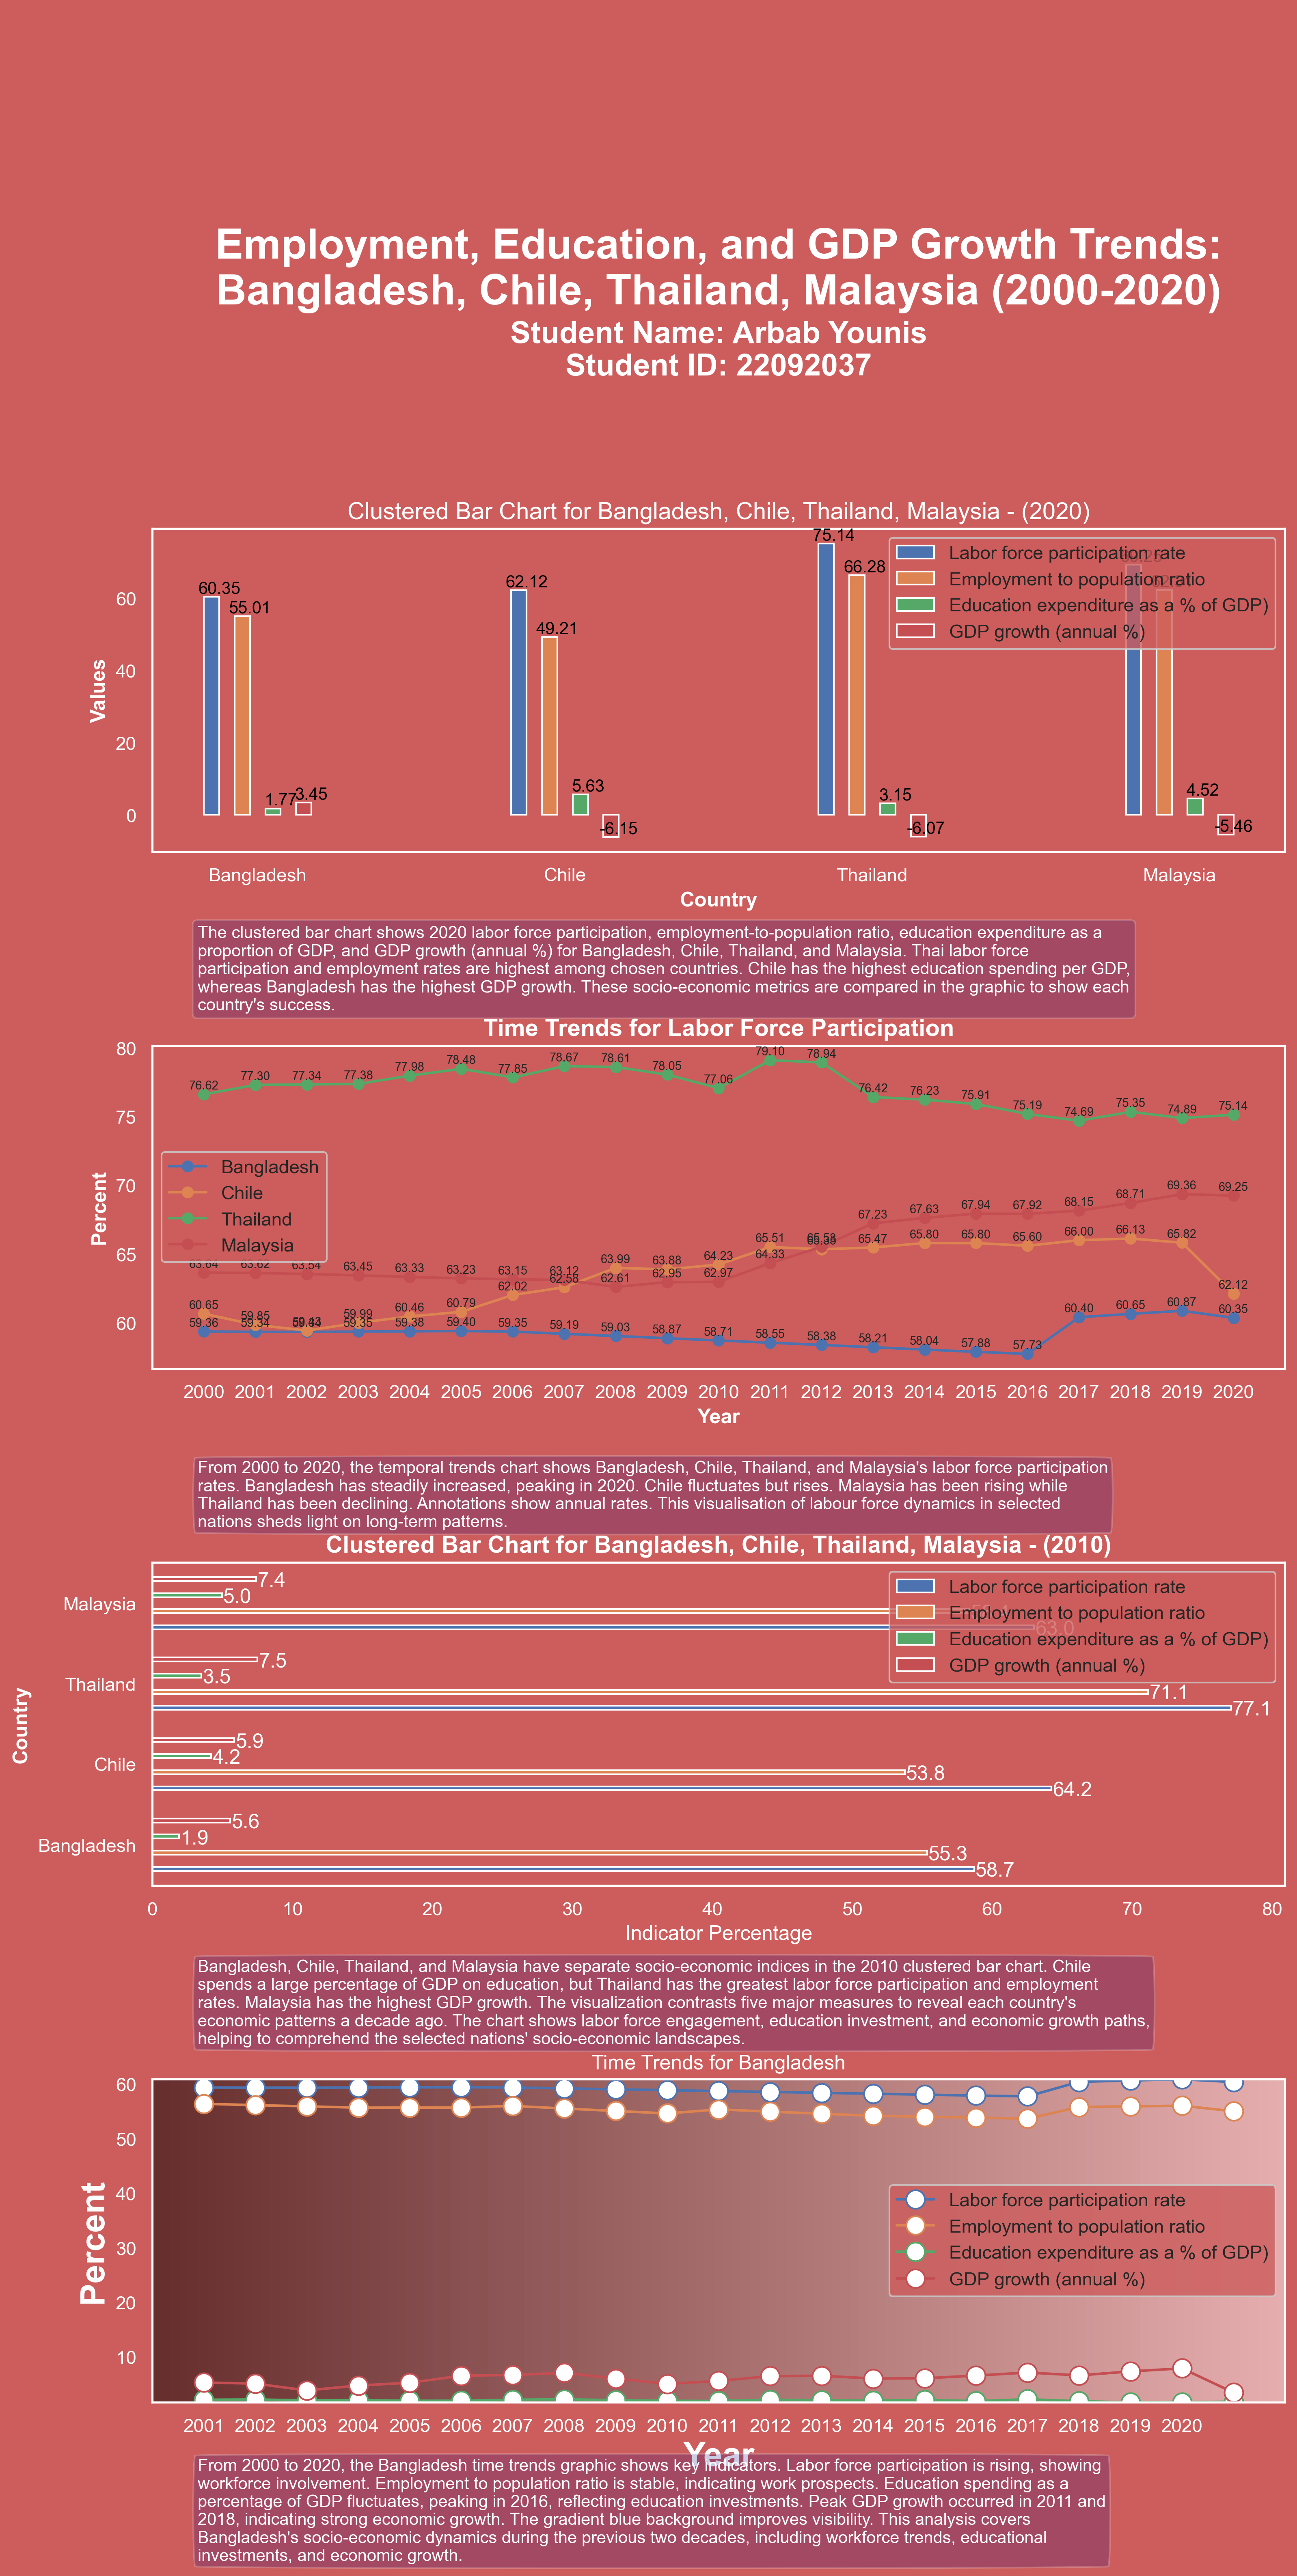 Employment, Education, and GDP Growth Trends:
Bangladesh, Chile, Thailand, Malaysia (2000-2020)
Student Name: Arbab Younis
Student ID: 22092037
Clustered Bar Chart for Bangladesh, Chile, Thailand, Malaysia - (2020)
Values
60
40
20
0
60.35
55.01
1.77
3.45
62.12
49.21
5.63
-6.15
75.14
66.28
3.15
-6.07
4.52
-5.46
Labor force participation rate
Employment to population ratio
Education expenditure as a % of GDP)
GDP growth (annual %)
Bangladesh
Chile
Thailand
Malaysia
Country
The clustered bar chart shows 2020 labor force participation, employment-to-population ratio, education expenditure as a
proportion of GDP, and GDP growth (annual %) for Bangladesh, Chile, Thailand, and Malaysia. Thai labor force
participation and employment rates are highest among chosen countries. Chile has the highest education spending per GDP,
whereas Bangladesh has the highest GDP growth. These socio-economic metrics are compared in the graphic to show each
country's success.
Time Trends for Labor Force Participation
Percent
80
75
70
65
60
76.62 77.30 77.34 77.38 77.98 78.48 77.85 78.67 78.61 78.05 77.06 79.10 78.94 76.42 76.23 75.91 75.19 74.69 75.35 74.89 75.14
Bangladesh
Chile
Thailand
Malaysia
63.64 63.62 63.54 63.45 63.33 63.23 63.15 63.12 62.61 62.95 62.97 64.33 67.23 67.63 67.94 67.92 68.15 68.71 69.36 69.25
60.65 59.85 59.99 60.46 60.79 62.02 62.58 63.99 63.88 64.23 65.51 65.47 65.80 65.80 65.60 66.00 66.13 65.82 62.12
59.36 59.34 59.35 59.38 59.40 59.35 59.19 59.03 58.87 58.71 58.55 58.38 58.21 58.04 57.88 57.73 60.40 60.65 60.87 60.35
2000 2001 2002 2003 2004 2005 2006 2007 2008 2009 2010 2011 2012 2013 2014 2015 2016 2017 2018 2019 2020
Year
From 2000 to 2020, the temporal trends chart shows Bangladesh, Chile, Thailand, and Malaysia's labor force participation
rates. Bangladesh has steadily increased, peaking in 2020. Chile fluctuates but rises. Malaysia has been rising while
Thailand has been declining. Annotations show annual rates. This visualisation of labour force dynamics in selected
nations sheds light on long-term patterns.
Clustered Bar Chart for Bangladesh, Chile, Thailand, Malaysia - (2010)
Country
Malaysia
7.4
5.0
63.0
Labor force participation rate
Employment to population ratio
Education expenditure as a % of GDP)
GDP growth (annual %)
Thailand
7.5
3.5
71.1
77.1
Chile
5.9
4.2
53.8
64.2
Bangladesh
5.6
1.9
55.3
58.7
0 10 20 30 40 50 60 70 80
Indicator Percentage
Bangladesh, Chile, Thailand, and Malaysia have separate socio-economic indices in the 2010 clustered bar chart. Chile
spends a large percentage of GDP on education, but Thailand has the greatest labor force participation and employment
rates. Malaysia has the highest GDP growth. The visualization contrasts five major measures to reveal each country's
economic patterns a decade ago. The chart shows labor force engagement, education investment, and economic growth paths,
helping to comprehend the selected nations' socio-economic landscapes.
Time Trends for Bangladesh
Percent
60
50
40
30
20
10
Labor force participation rate
Employment to population ratio
Education expenditure as a % of GDP)
GDP growth (annual %)
2001 2002 2003 2004 2005 2006 2007 2008 2009 2010 2011 2012 2013 2014 2015 2016 2017 2018 2019 2020
Year
From 2000 to 2020, the Bangladesh time trends graphic shows key indicators. Labor force participation is rising, showing
workforce involvement. Employment to population ratio is stable, indicating work prospects. Education spending as a
percentage of GDP fluctuates, peaking in 2016, reflecting education investments. Peak GDP growth occurred in 2011 and
2018, indicating strong economic growth. The gradient blue background improves visibility. This analysis covers
Bangladesh's socio-economic dynamics during the previous two decades, including workforce trends, educational
investments, and economic growth.